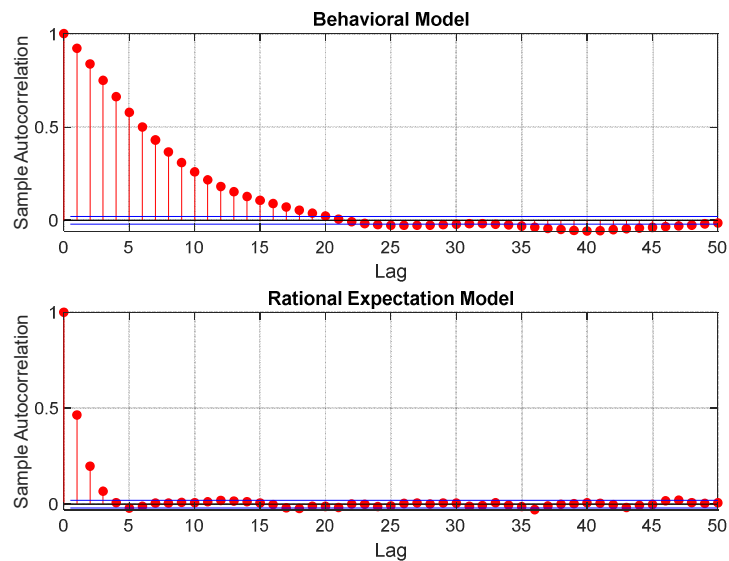 Behavioral Model
Sample Autocorrelation
1
0.5
0
0 5 10 15 20 25 30 35 40 45 50
Lag
Rational Expectation Model
Sample Autocorrelation
1
0.5
0
0 5 10 15 20 25 30 35 40 45 50
Lag